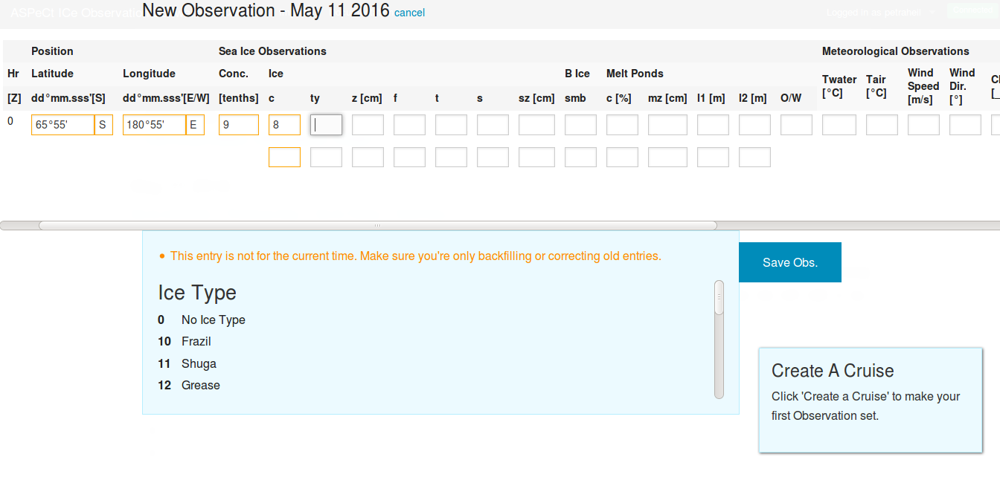 ASPeCt ICe Observatio
New Observation - May 11 2016 cancel
Logged in as
Position Sea Ice Observations Meteorological Observations
Hr Latitude Longitude Conc. Ice B Ice Melt Ponds Twater [°C] Tair [°C] Wind Speed [m/s] Wind Dir. [°]
[Z] dd°mm.sss'[S] dd°mm.sss'[E/W] [tenths] c ty z [cm] f t s sz [cm] smb c [%] mz [cm] l1 [m] l2 [m] O/W
0 65°55' S 180°55' E 9 8
• This entry is not for the current time. Make sure you're only backfilling or correcting old entries.
Save Obs.
Ice Type
0 No Ice Type
10 Frazil
11 Shuga
12 Grease
Create A Cruise
Click 'Create a Cruise' to make your
first Observation set.